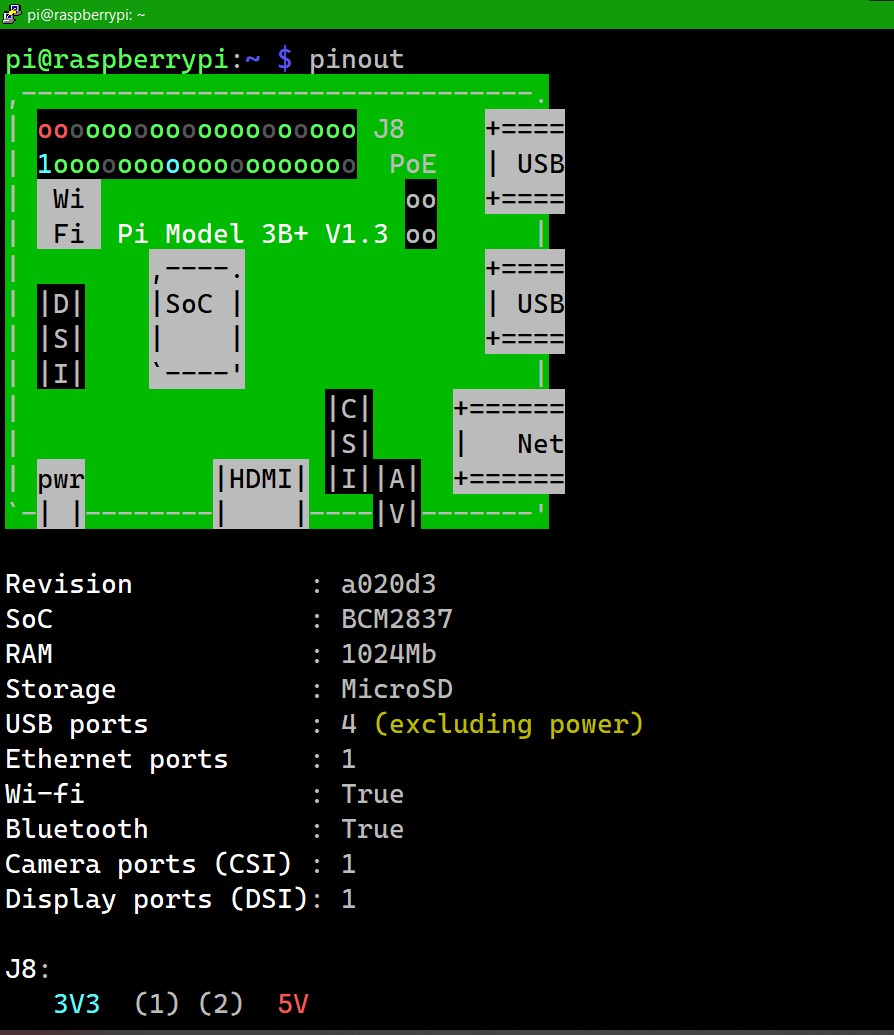 pi@raspberrypi: ~
pi@raspberrypi:~ $ pinout
,--------------------------------.
| oooooooooooooooooooo J8     +====
| 1ooooooooooooooooooo  PoE   | USB
|  Wi                    oo   +====
|  Fi  Pi Model 3B+ V1.3 oo      |
|        ,----.               +====
| |D|    |SoC |               | USB
| |S|    |    |               +====
| |I|    `----'                  |
|                   |C|     +======
|                   |S|     |   Net
| pwr        |HDMI| |I||A|  +======
`-| |--------|    |----|V|-------'
Revision           : a020d3
SoC                : BCM2837
RAM                : 1024Mb
Storage            : MicroSD
USB ports          : 4 (excluding power)
Ethernet ports     : 1
Wi-fi              : True
Bluetooth          : True
Camera ports (CSI) : 1
Display ports (DSI): 1
J8:
   3V3  (1) (2)  5V